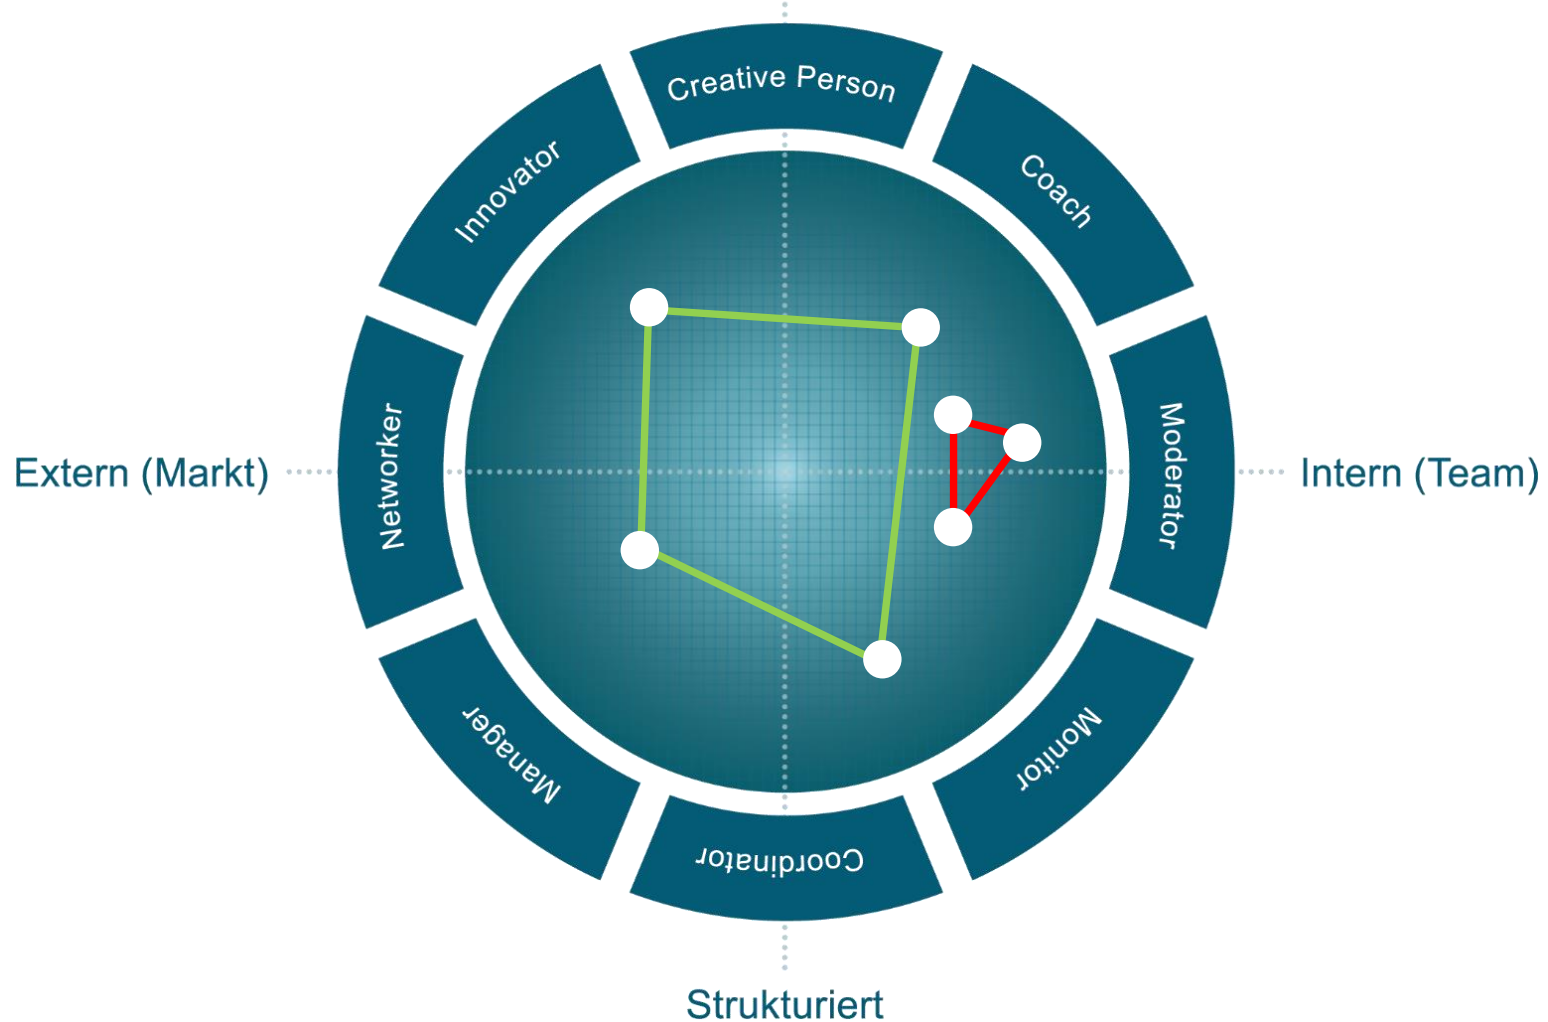 Creative Person
Innovator
Coach
Networker
Moderator
Extern (Markt)
Intern (Team)
Manager
Monitor
Coordinator
Strukturiert